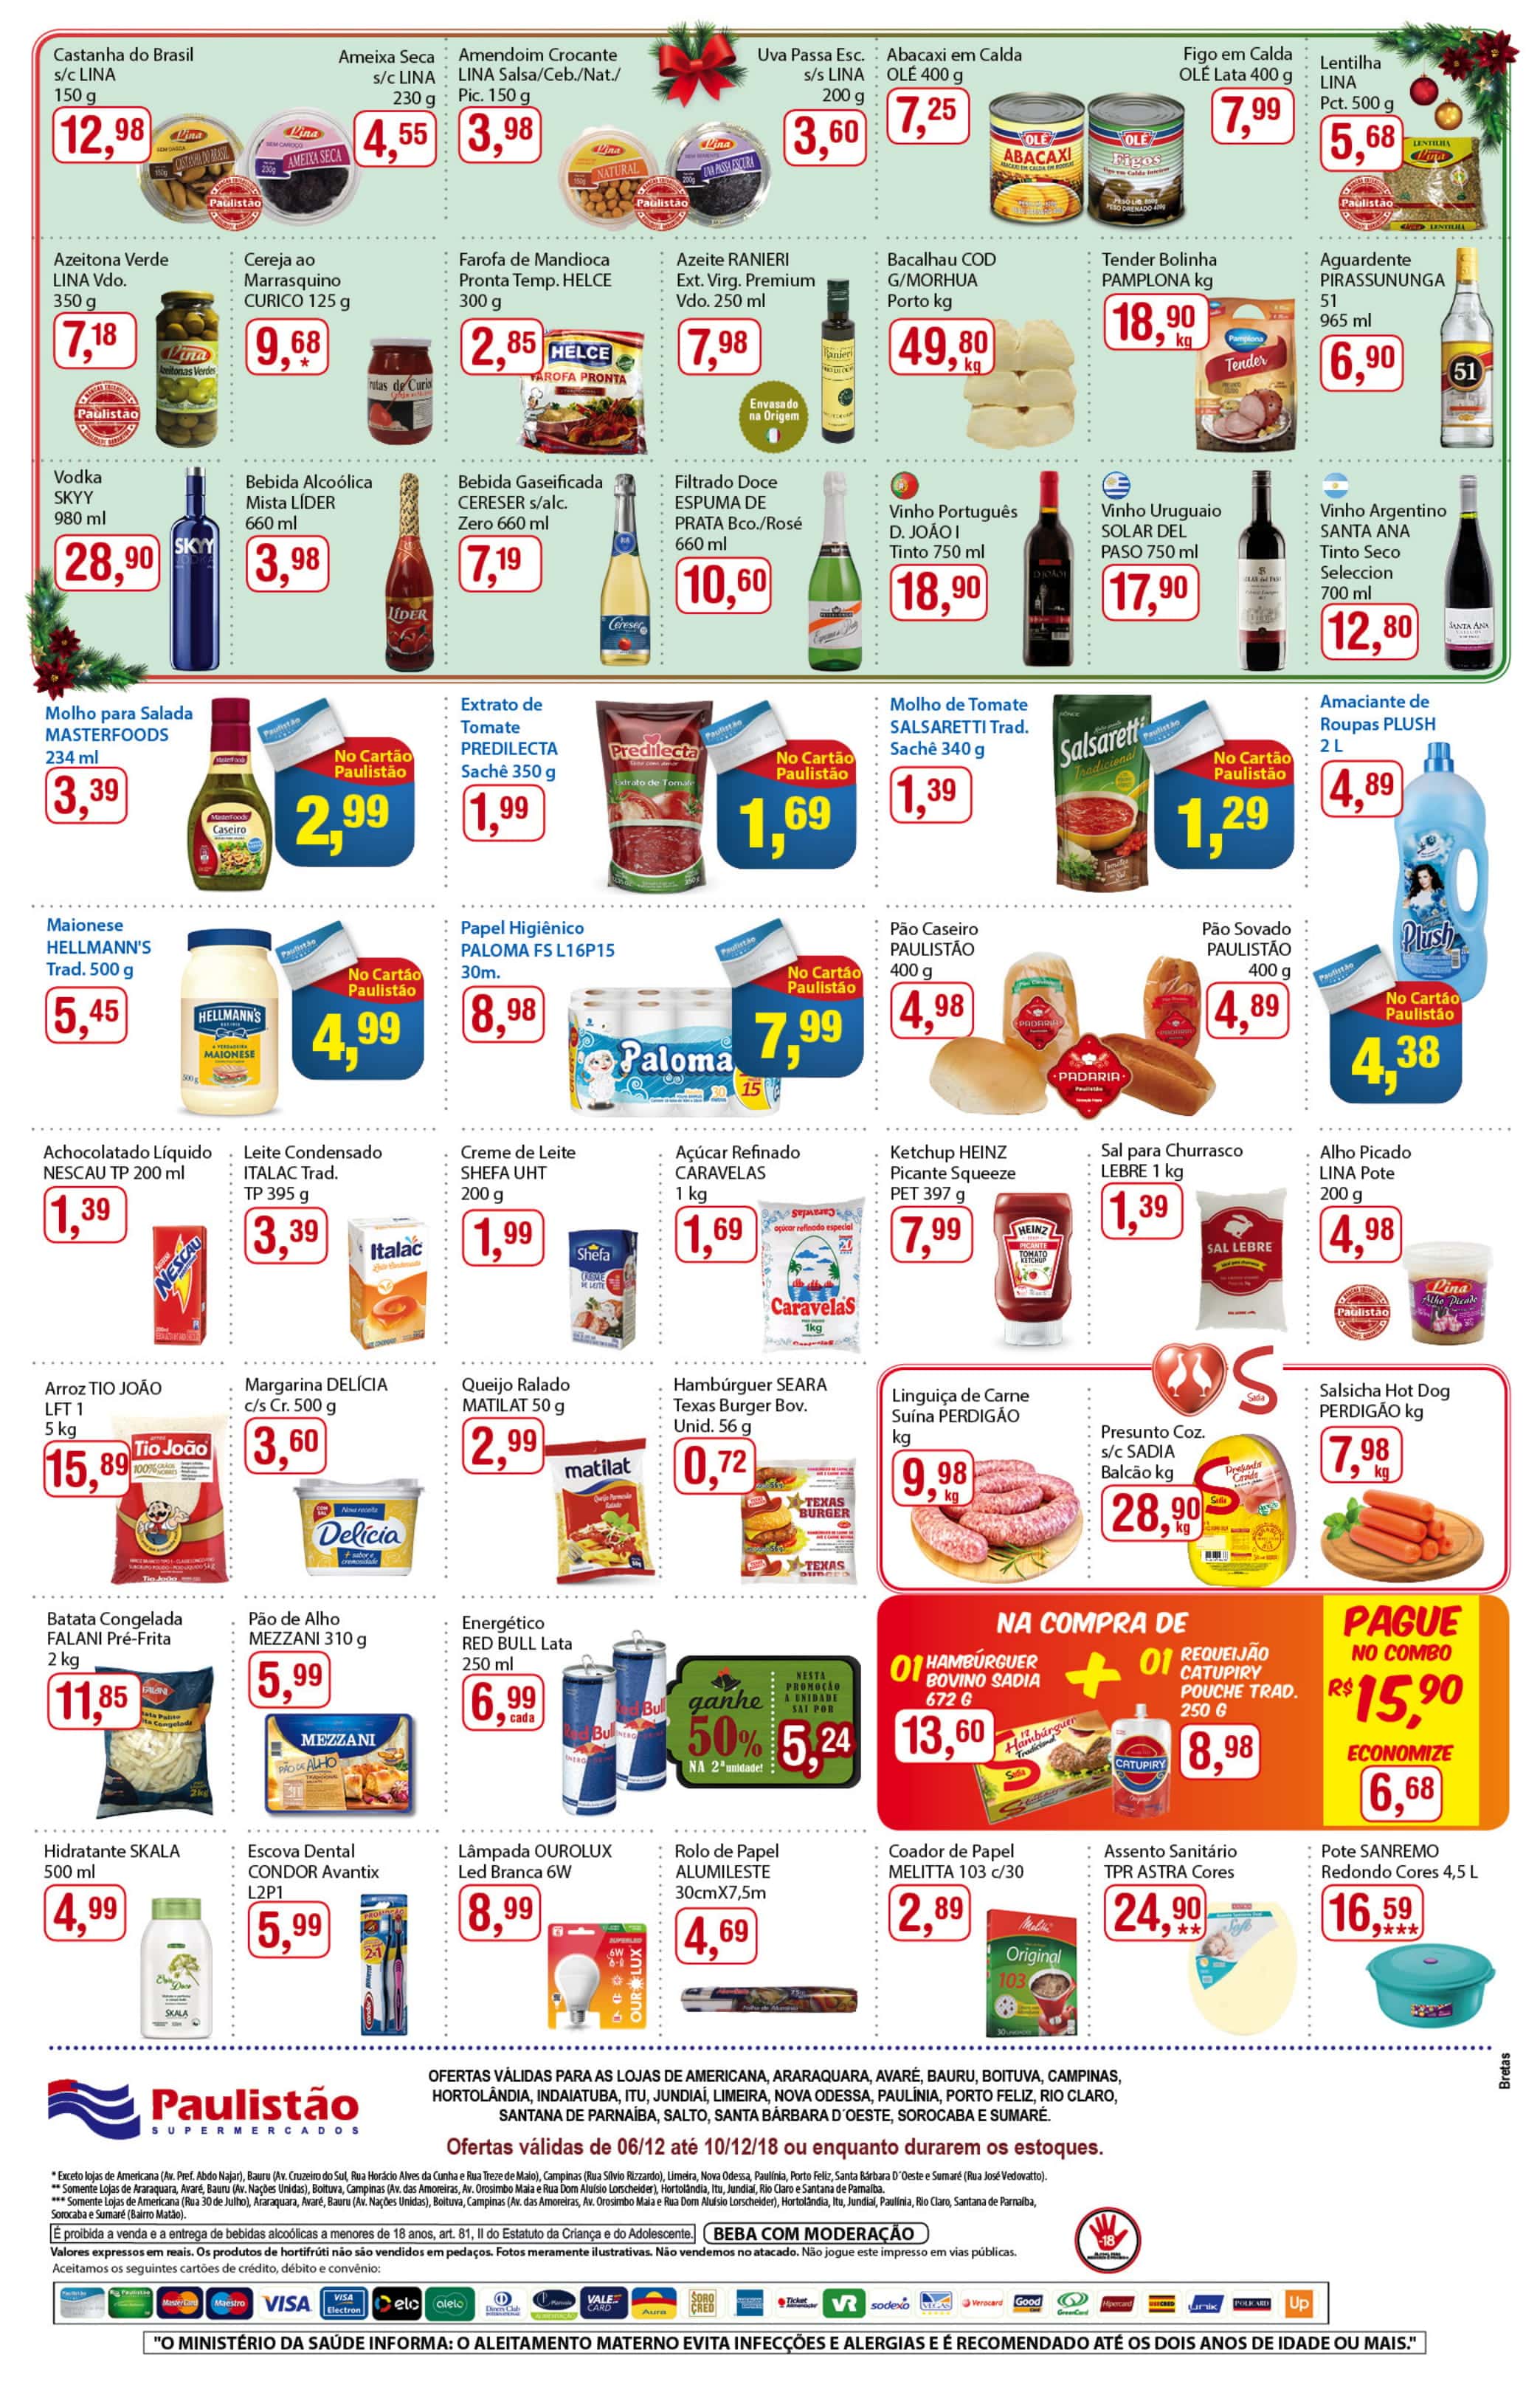 Castanha do Brasil
s/c LINA
150 g
12,98
Ameixa Seca
s/c LINA
230 g
4,55
Amendoim Crocante
LINA Salsa/Ceb./Nat./
Pic. 150 g
3,98
Uva Passa Esc.
s/s LINA
200 g
3,60
Abacaxi em Calda
OLÉ 400 g
7,25
Figo em Calda
OLÉ Lata 400 g
7,99
Lentilha
LINA
Pct. 500 g
5,68
Azeitona Verde
LINA Vdo.
350 g
7,18
Cereja ao
Marrasquino
CURICO 125 g
9,68
*
Farofa de Mandioca
Pronta Temp. HELCE
300 g
2,85
Azeite RANIERI
Ext. Virg. Premium
Vdo. 250 ml
7,98
Envasado
na Origem
Bacalhau COD
G/MORHUA
Porto kg
49,80
kg
Tender Bolinha
PAMPLONA kg
18,90
kg
Aguardente
PIRASSUNUNGA
51
965 ml
6,90
Vodka
SKYY
980 ml
28,90
Bebida Alcoólica
Mista LÍDER
660 ml
3,98
Bebida Gaseificada
CERESER s/alc.
Zero 660 ml
7,19
Filtrado Doce
ESPUMA DE
PRATA Bco./Rosé
660 ml
10,60
Vinho Português
D. JOÃO I
Tinto 750 ml
18,90
Vinho Uruguaio
SOLAR DEL
PASO 750 ml
17,90
Vinho Argentino
SANTA ANA
Tinto Seco
Seleccion
700 ml
12,80
Molho para Salada
MASTERFOODS
234 ml
3,39
No Cartão
Paulistão
2,99
Extrato de
Tomate
PREDILECTA
Sachê 350 g
1,99
No Cartão
Paulistão
1,69
Molho de Tomate
SALSARETTI Trad.
Sachê 340 g
1,39
No Cartão
Paulistão
1,29
Amaciante de
Roupas PLUSH
2 L
4,89
No Cartão
Paulistão
4,38
Maionese
HELLMANN'S
Trad. 500 g
5,45
No Cartão
Paulistão
4,99
Papel Higiênico
PALOMA FS L16P15
30m.
8,98
No Cartão
Paulistão
7,99
Pão Caseiro
PAULISTÃO
400 g
4,98
Pão Sovado
PAULISTÃO
400 g
4,89
PADARIA
Achocolatado Líquido
NESCAU TP 200 ml
1,39
Leite Condensado
ITALAC Trad.
TP 395 g
3,39
Creme de Leite
SHEFA UHT
200 g
1,99
Açúcar Refinado
CARAVELAS
1 kg
1,69
Ketchup HEINZ
Picante Squeeze
PET 397 g
7,99
Sal para Churrasco
LEBRE 1 kg
1,39
Alho Picado
LINA Pote
200 g
4,98
Arroz TIO JOÃO
LFT 1
5 kg
15,89
Margarina DELÍCIA
c/s Cr. 500 g
3,60
Queijo Ralado
MATILAT 50 g
2,99
Hambúrguer SEARA
Texas Burger Bov.
Unid. 56 g
0,72
Linguiça de Carne
Suína PERDIGÃO
kg
9,98
kg
Presunto Coz.
s/c SADIA
Balcão kg
28,90
kg
Salsicha Hot Dog
PERDIGÃO kg
7,98
kg
Batata Congelada
FALANI Pré-Frita
2 kg
11,85
Pão de Alho
MEZZANI 310 g
5,99
Energético
RED BULL Lata
250 ml
6,99
cada
ganhe
50%
NA 2ª unidade!
NESTA
PROMOÇÃO
A UNIDADE
SAI POR
5,24
NA COMPRA DE
01 HAMBÚRGUER
BOVINO SADIA
672 G
13,60
+
01 REQUEIJÃO
CATUPIRY
POUCHE TRAD.
250 G
8,98
PAGUE
NO COMBO
R$ 15,90
ECONOMIZE
6,68
Hidratante SKALA
500 ml
4,99
Escova Dental
CONDOR Avantix
L2P1
5,99
Lâmpada OUROLUX
Led Branca 6W
8,99
Rolo de Papel
ALUMILESTE
30cmX7,5m
4,69
Coador de Papel
MELITTA 103 c/30
2,89
Assento Sanitário
TPR ASTRA Cores
24,90
**
Pote SANREMO
Redondo Cores 4,5 L
16,59
***
Bretas
Paulistão
SUPERMERCADOS
OFERTAS VÁLIDAS PARA AS LOJAS DE AMERICANA, ARARAQUARA, AVARÉ, BAURU, BOITUVA, CAMPINAS,
HORTOLÂNDIA, INDAIATUBA, ITU, JUNDIAÍ, LIMEIRA, NOVA ODESSA, PAULÍNIA, PORTO FELIZ, RIO CLARO,
SANTANA DE PARNAÍBA, SALTO, SANTA BÁRBARA D´OESTE, SOROCABA E SUMARÉ.
Ofertas válidas de 06/12 até 10/12/18 ou enquanto durarem os estoques.
* Exceto lojas de Americana (Av. Pref. Abdo Najar), Bauru (Av. Cruzeiro do Sul, Rua Horácio Alves da Cunha e Rua Treze de Maio), Campinas (Rua Sílvio Rizzardo), Limeira, Nova Odessa, Paulínia, Porto Feliz, Santa Bárbara D´Oeste e Sumaré (Rua José Vedovatto).
** Somente Lojas de Araraquara, Avaré, Bauru (Av. Nações Unidas), Boituva, Campinas (Av. das Amoreiras, Av. Orosimbo Maia e Rua Dom Aluísio Lorscheider), Hortolândia, Itu, Jundiaí, Rio Claro e Santana de Parnaíba.
*** Somente Lojas de Americana (Rua 30 de Julho), Araraquara, Avaré, Bauru (Av. Nações Unidas), Boituva, Campinas (Av. das Amoreiras, Av. Orosimbo Maia e Rua Dom Aluísio Lorscheider), Hortolândia, Itu, Jundiaí, Paulínia, Rio Claro, Santana de Parnaíba,
Sorocaba e Sumaré (Bairro Matão).
É proibida a venda e a entrega de bebidas alcoólicas a menores de 18 anos, art. 81, II do Estatuto da Criança e do Adolescente.
BEBA COM MODERAÇÃO
-18
Valores expressos em reais. Os produtos de hortifrúti não são vendidos em pedaços. Fotos meramente ilustrativas. Não vendemos no atacado. Não jogue este impresso em vias públicas.
Aceitamos os seguintes cartões de crédito, débito e convênio:
MasterCard Maestro VISA VISA Electron elo alelo Diners Club VALE CARD Aura SORO CRED Ticket VR sodexo VEGAS Verocard Good Card GreenCard Hipercard POLICARD Up
"O MINISTÉRIO DA SAÚDE INFORMA: O ALEITAMENTO MATERNO EVITA INFECÇÕES E ALERGIAS E É RECOMENDADO ATÉ OS DOIS ANOS DE IDADE OU MAIS."